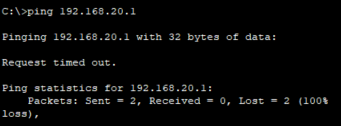 C:\>ping 192.168.20.1
Pinging 192.168.20.1 with 32 bytes of data:
Request timed out.
Ping statistics for 192.168.20.1:
Packets: Sent = 2, Received = 0, Lost = 2 (100%
loss),